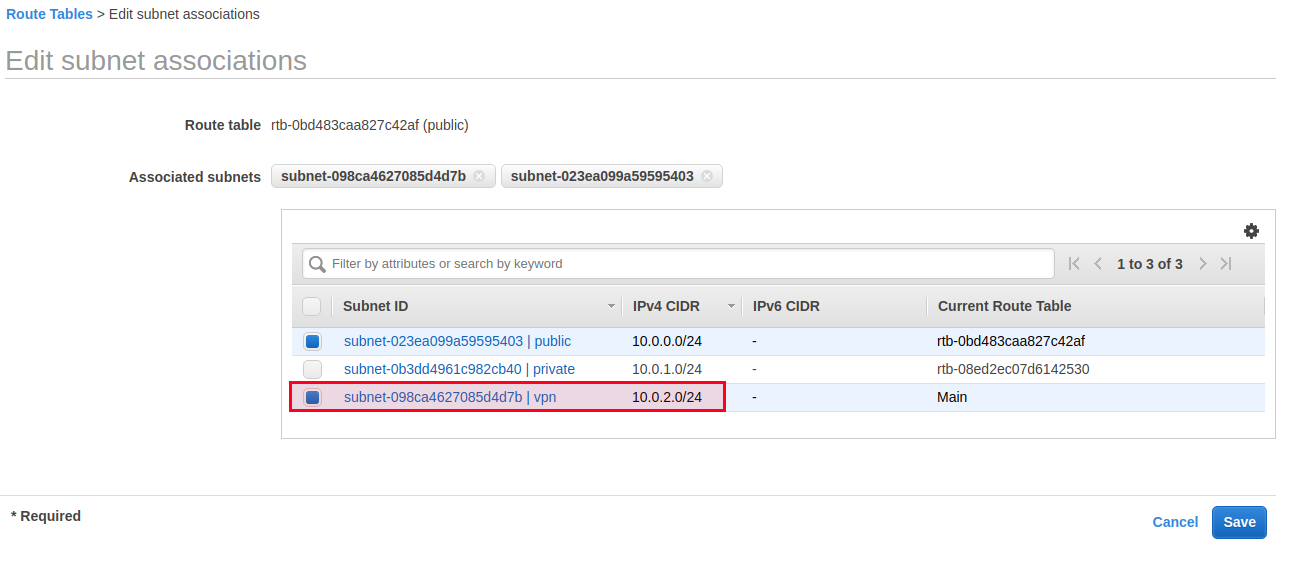 Route Tables > Edit subnet associations
Edit subnet associations
Route table rtb-0bd483caa827c42af (public)
Associated subnets subnet-098ca4627085d4d7b subnet-023ea099a59595403
Filter by attributes or search by keyword 1 to 3 of 3
Subnet ID IPv4 CIDR IPv6 CIDR Current Route Table
subnet-023ea099a59595403 | public 10.0.0.0/24 - rtb-0bd483caa827c42af
subnet-0b3dd4961c982cb40 | private 10.0.1.0/24 - rtb-08ed2ec07d6142530
subnet-098ca4627085d4d7b | vpn 10.0.2.0/24 - Main
* Required
Cancel Save